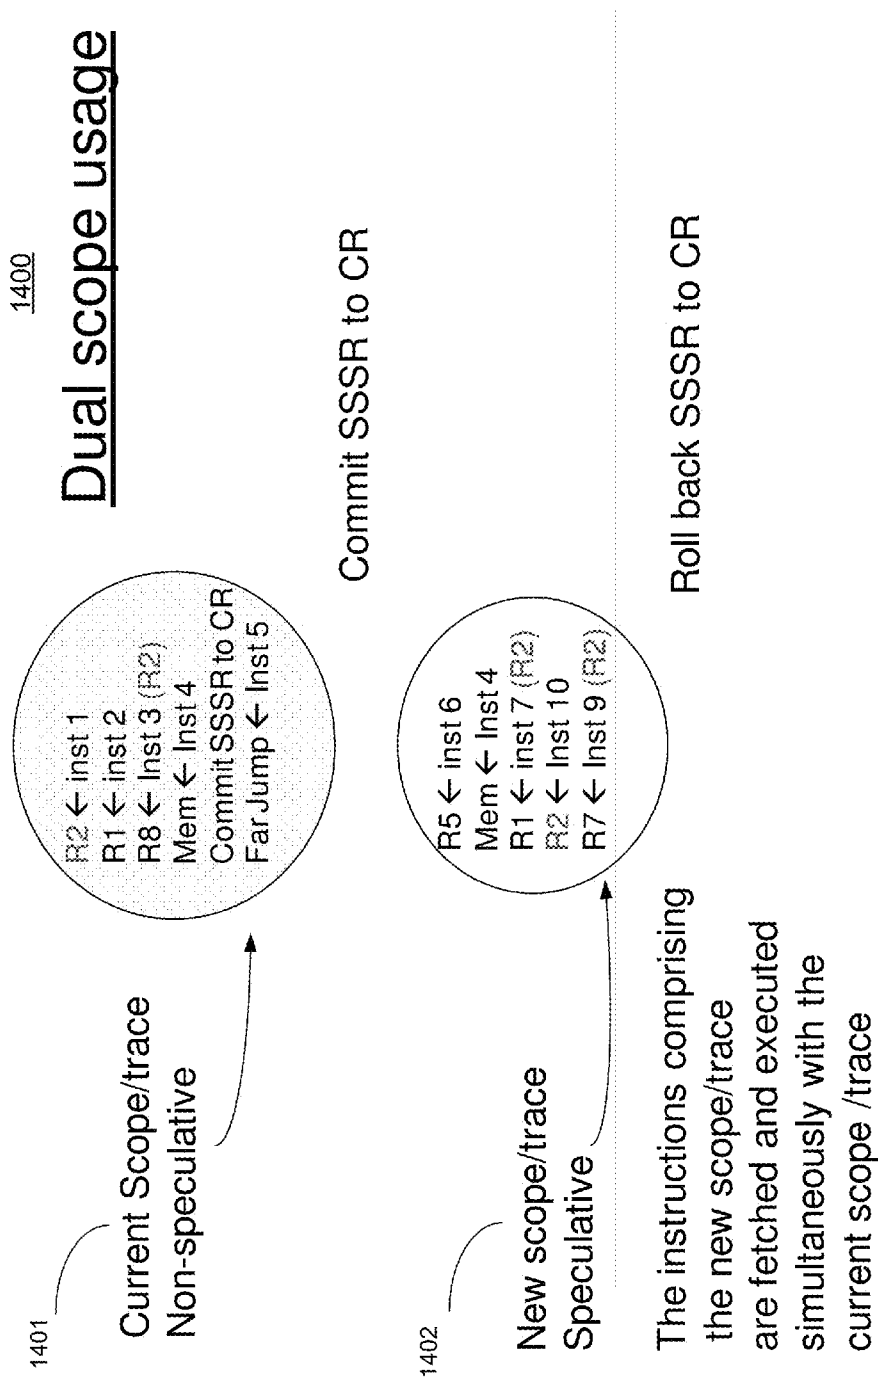 1400
Dual scope usage
1401
Current Scope/trace
Non-speculative
R2 ← inst 1
R1 ← inst 2
R8 ← Inst 3 (R2)
Mem ← Inst 4
Commit SSSR to CR
Far Jump ← Inst 5
Commit SSSR to CR
1402
New scope/trace
Speculative
R5 ← inst 6
Mem ← Inst 4
R1 ← inst 7 (R2)
R2 ← Inst 10
R7 ← Inst 9 (R2)
Roll back SSSR to CR
The instructions comprising
the new scope/trace
are fetched and executed
simultaneously with the
current scope /trace